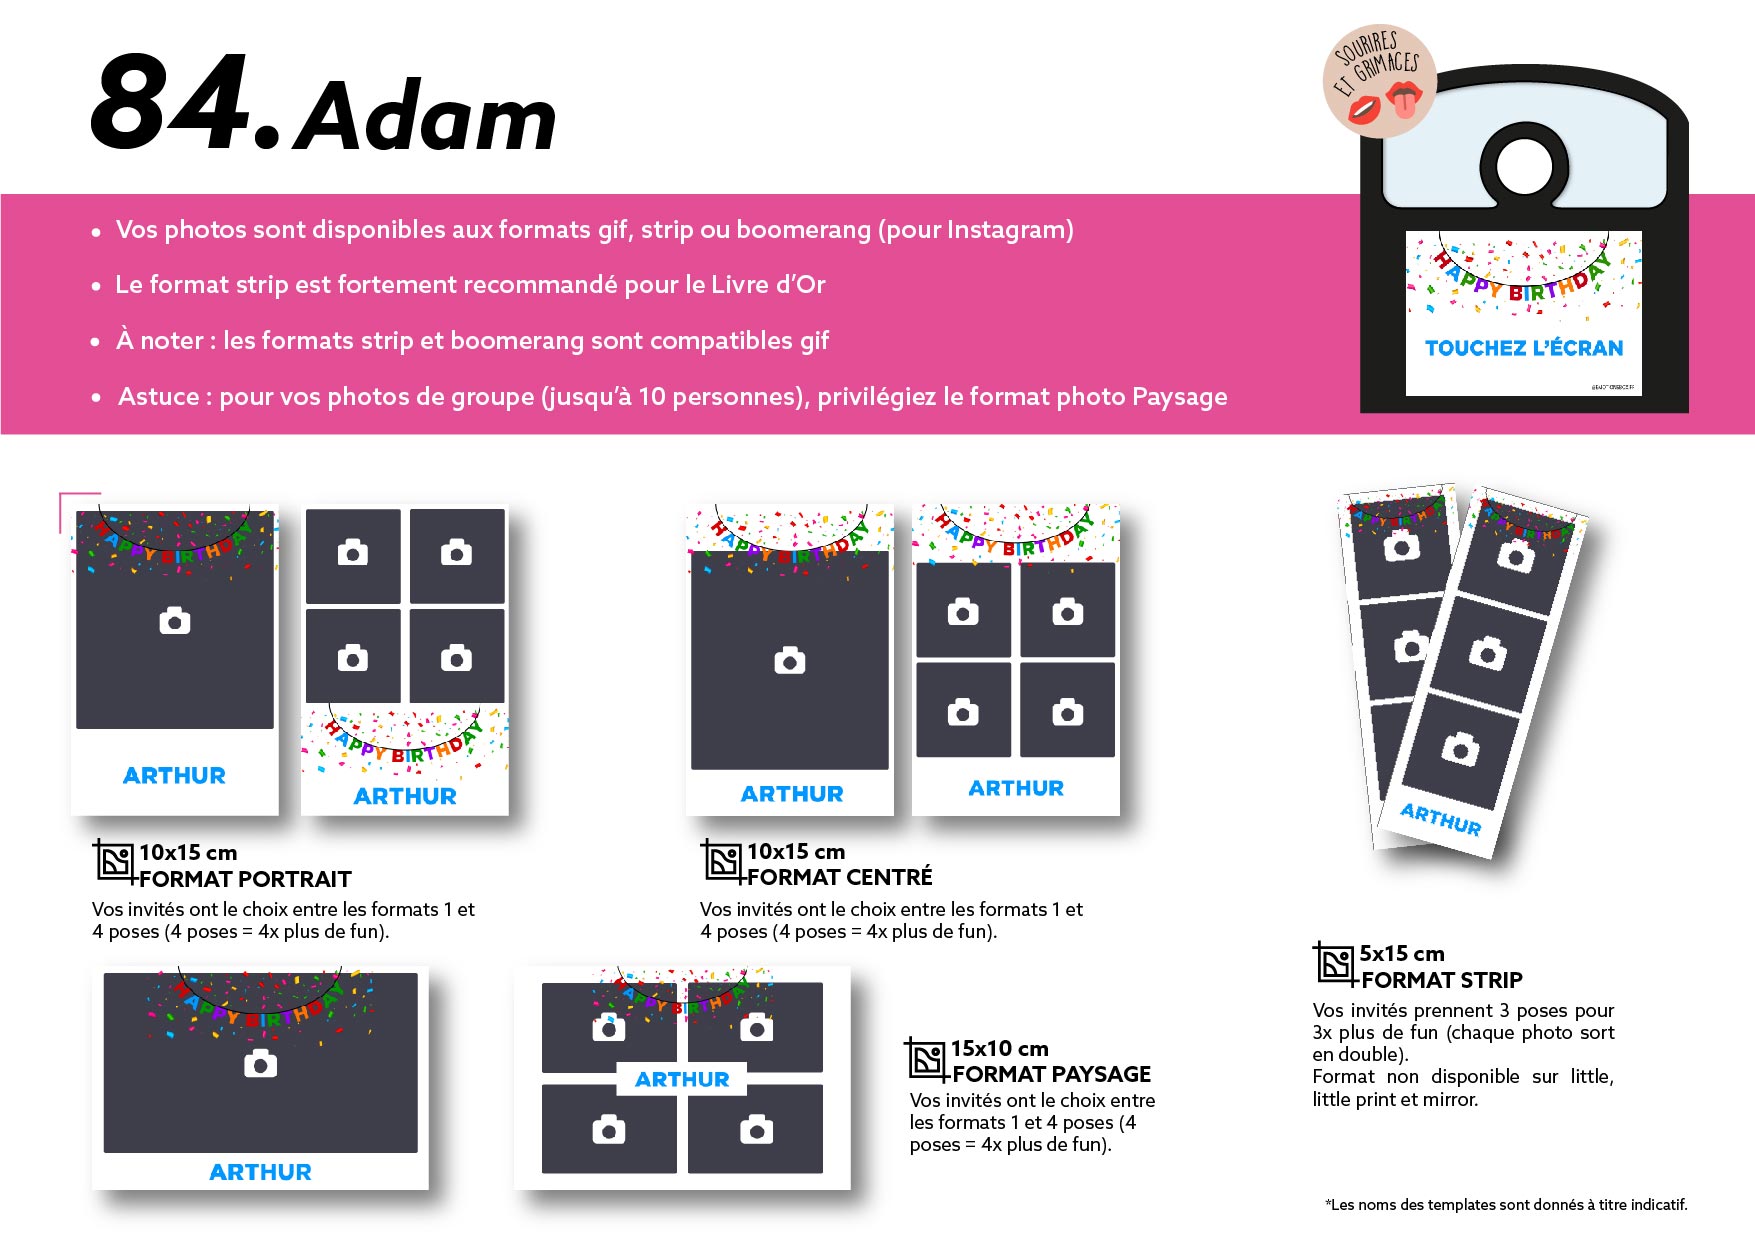 84. Adam
SOURIRES
ET GRIMACES
• Vos photos sont disponibles aux formats gif, strip ou boomerang (pour Instagram)
• Le format strip est fortement recommandé pour le Livre d'Or
• À noter : les formats strip et boomerang sont compatibles gif
• Astuce : pour vos photos de groupe (jusqu'à 10 personnes), privilégiez le format photo Paysage
HAPPY BIRTHDAY
TOUCHEZ L'ÉCRAN
HAPPY BIRTHDAY
ARTHUR
HAPPY BIRTHDAY
ARTHUR
10x15 cm
FORMAT PORTRAIT
Vos invités ont le choix entre les formats 1 et
4 poses (4 poses = 4x plus de fun).
HAPPY BIRTHDAY
ARTHUR
HAPPY BIRTHDAY
ARTHUR
10x15 cm
FORMAT CENTRÉ
Vos invités ont le choix entre les formats 1 et
4 poses (4 poses = 4x plus de fun).
HAPPY BIRTHDAY
HAPPY BIRTHDAY
ARTHUR
5x15 cm
FORMAT STRIP
Vos invités prennent 3 poses pour
3x plus de fun (chaque photo sort
en double).
Format non disponible sur little,
little print et mirror.
HAPPY BIRTHDAY
ARTHUR
HAPPY BIRTHDAY
ARTHUR
15x10 cm
FORMAT PAYSAGE
Vos invités ont le choix entre
les formats 1 et 4 poses (4
poses = 4x plus de fun).
*Les noms des templates sont donnés à titre indicatif.